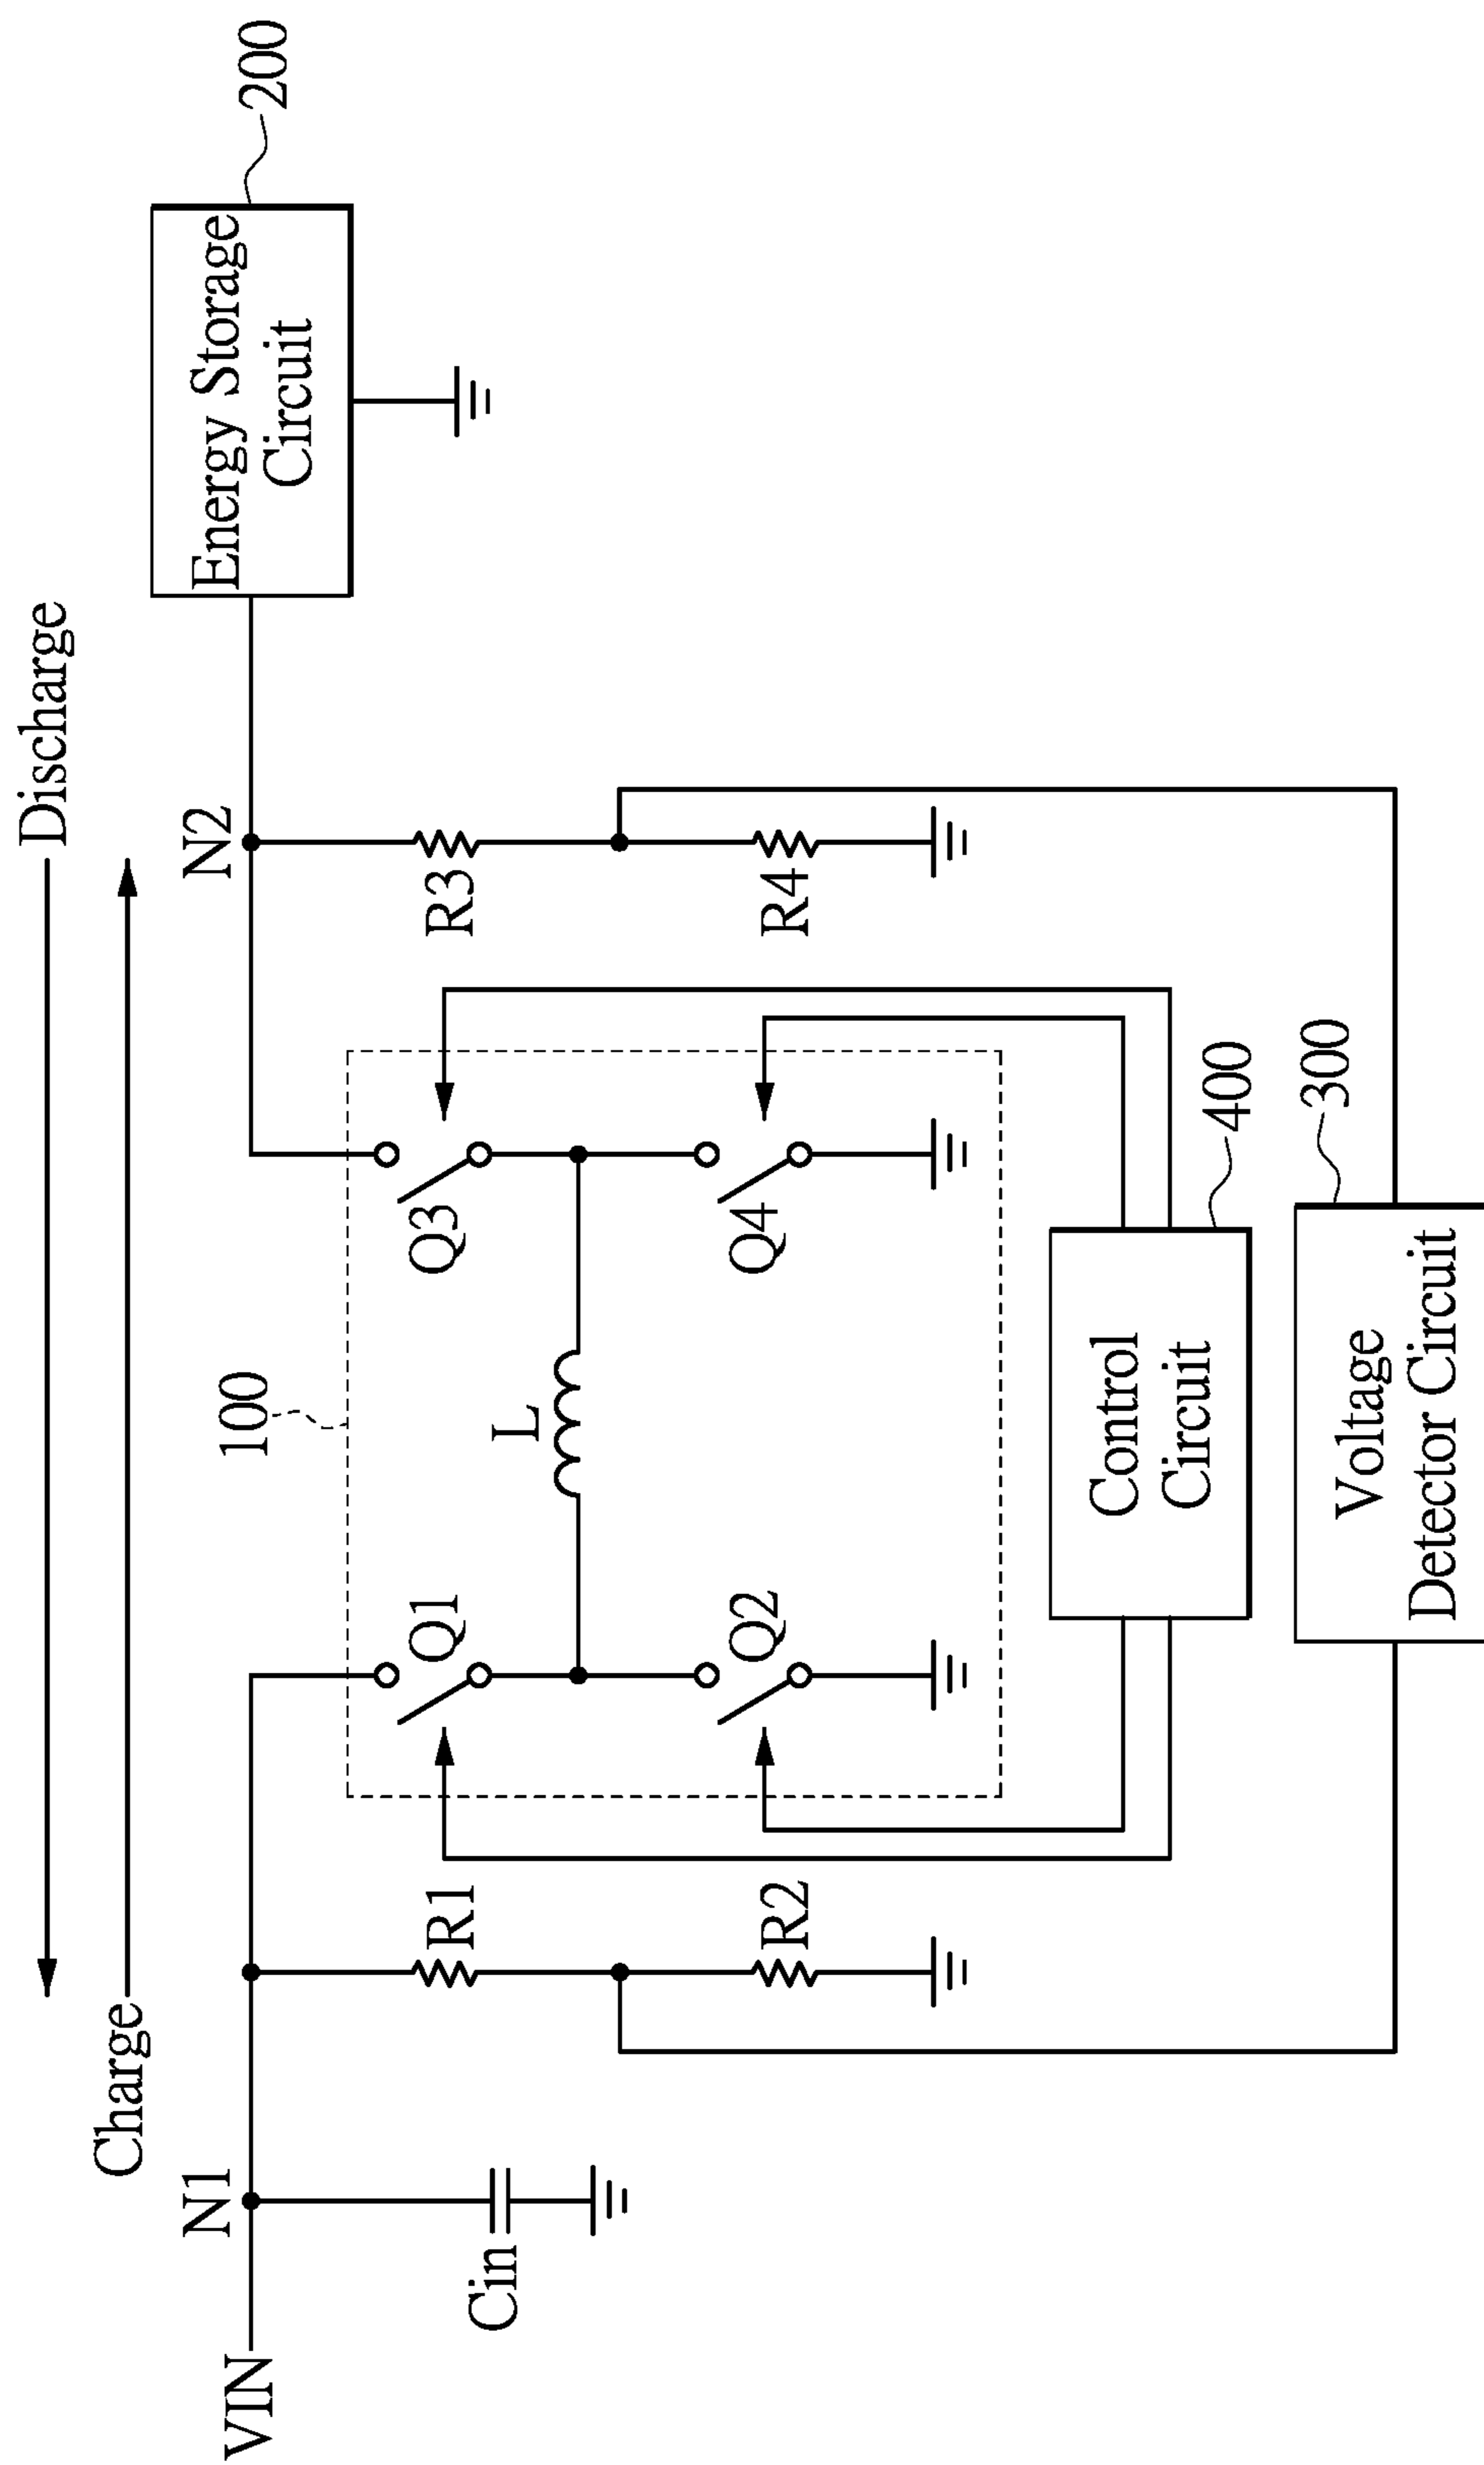 Discharge
Charge
VIN
N1
N2
Energy Storage
Circuit
200
100
Cin
R1
R2
Q1
Q2
L
Q3
Q4
R3
R4
Control
Circuit
400
Voltage
Detector Circuit
300